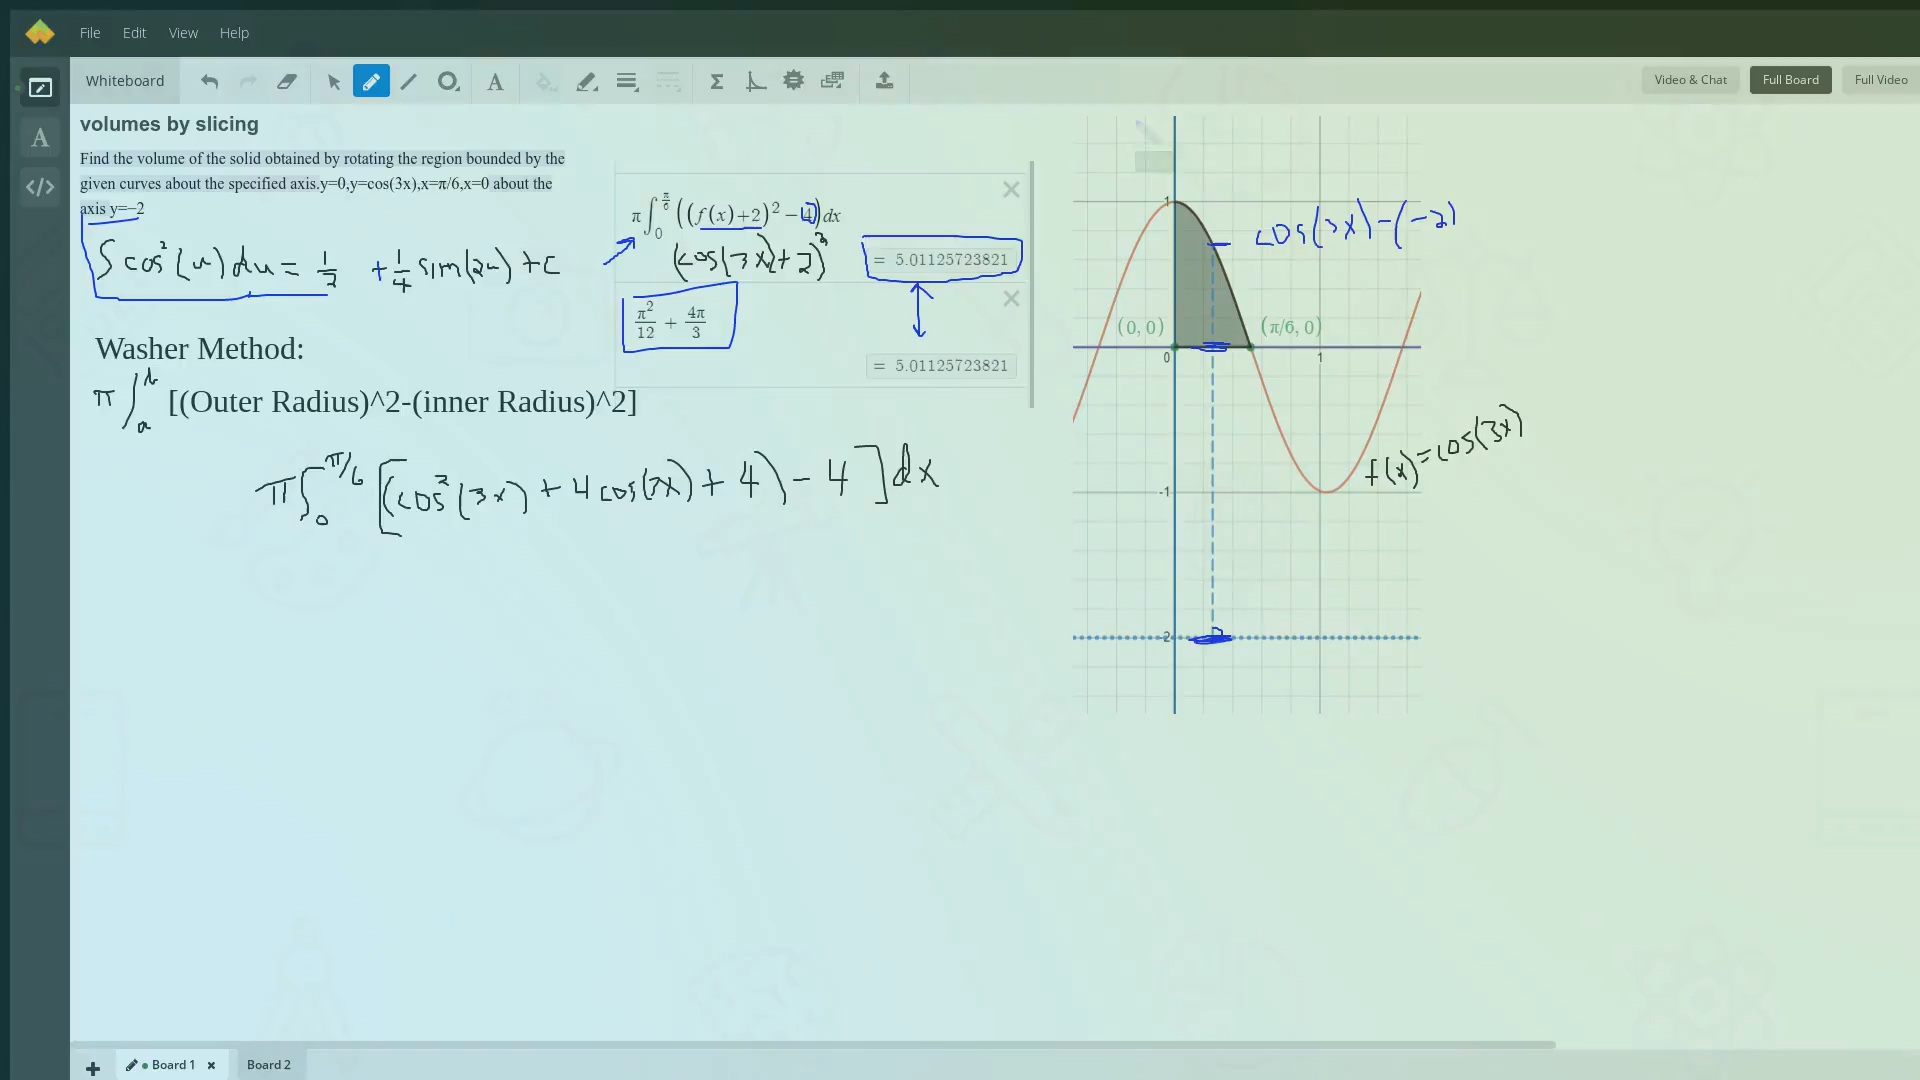 File Edit View Help
Whiteboard
Video & Chat Full Board Full Video
volumes by slicing
Find the volume of the solid obtained by rotating the region bounded by the
given curves about the specified axis.y=0,y=cos(3x),x=π/6,x=0 about the
axis y=−2
∫ cos²(u) du = 1/2 + 1/4 sin(2u) + C
π∫₀^(π/6) ((f(x)+2)² − 4) dx
(cos(3x)+2)²
= 5.01125723821
π²/12 + 4π/3
= 5.01125723821
Washer Method:
π∫ₐᵇ [(Outer Radius)^2-(inner Radius)^2]
π∫₀^(π/6) [(cos²(3x) + 4cos(3x) + 4) − 4] dx
1
cos(3x)-(-2)
(0, 0) (π/6, 0)
0 1
f(x)=cos(3x)
-1
-2
Board 1 Board 2